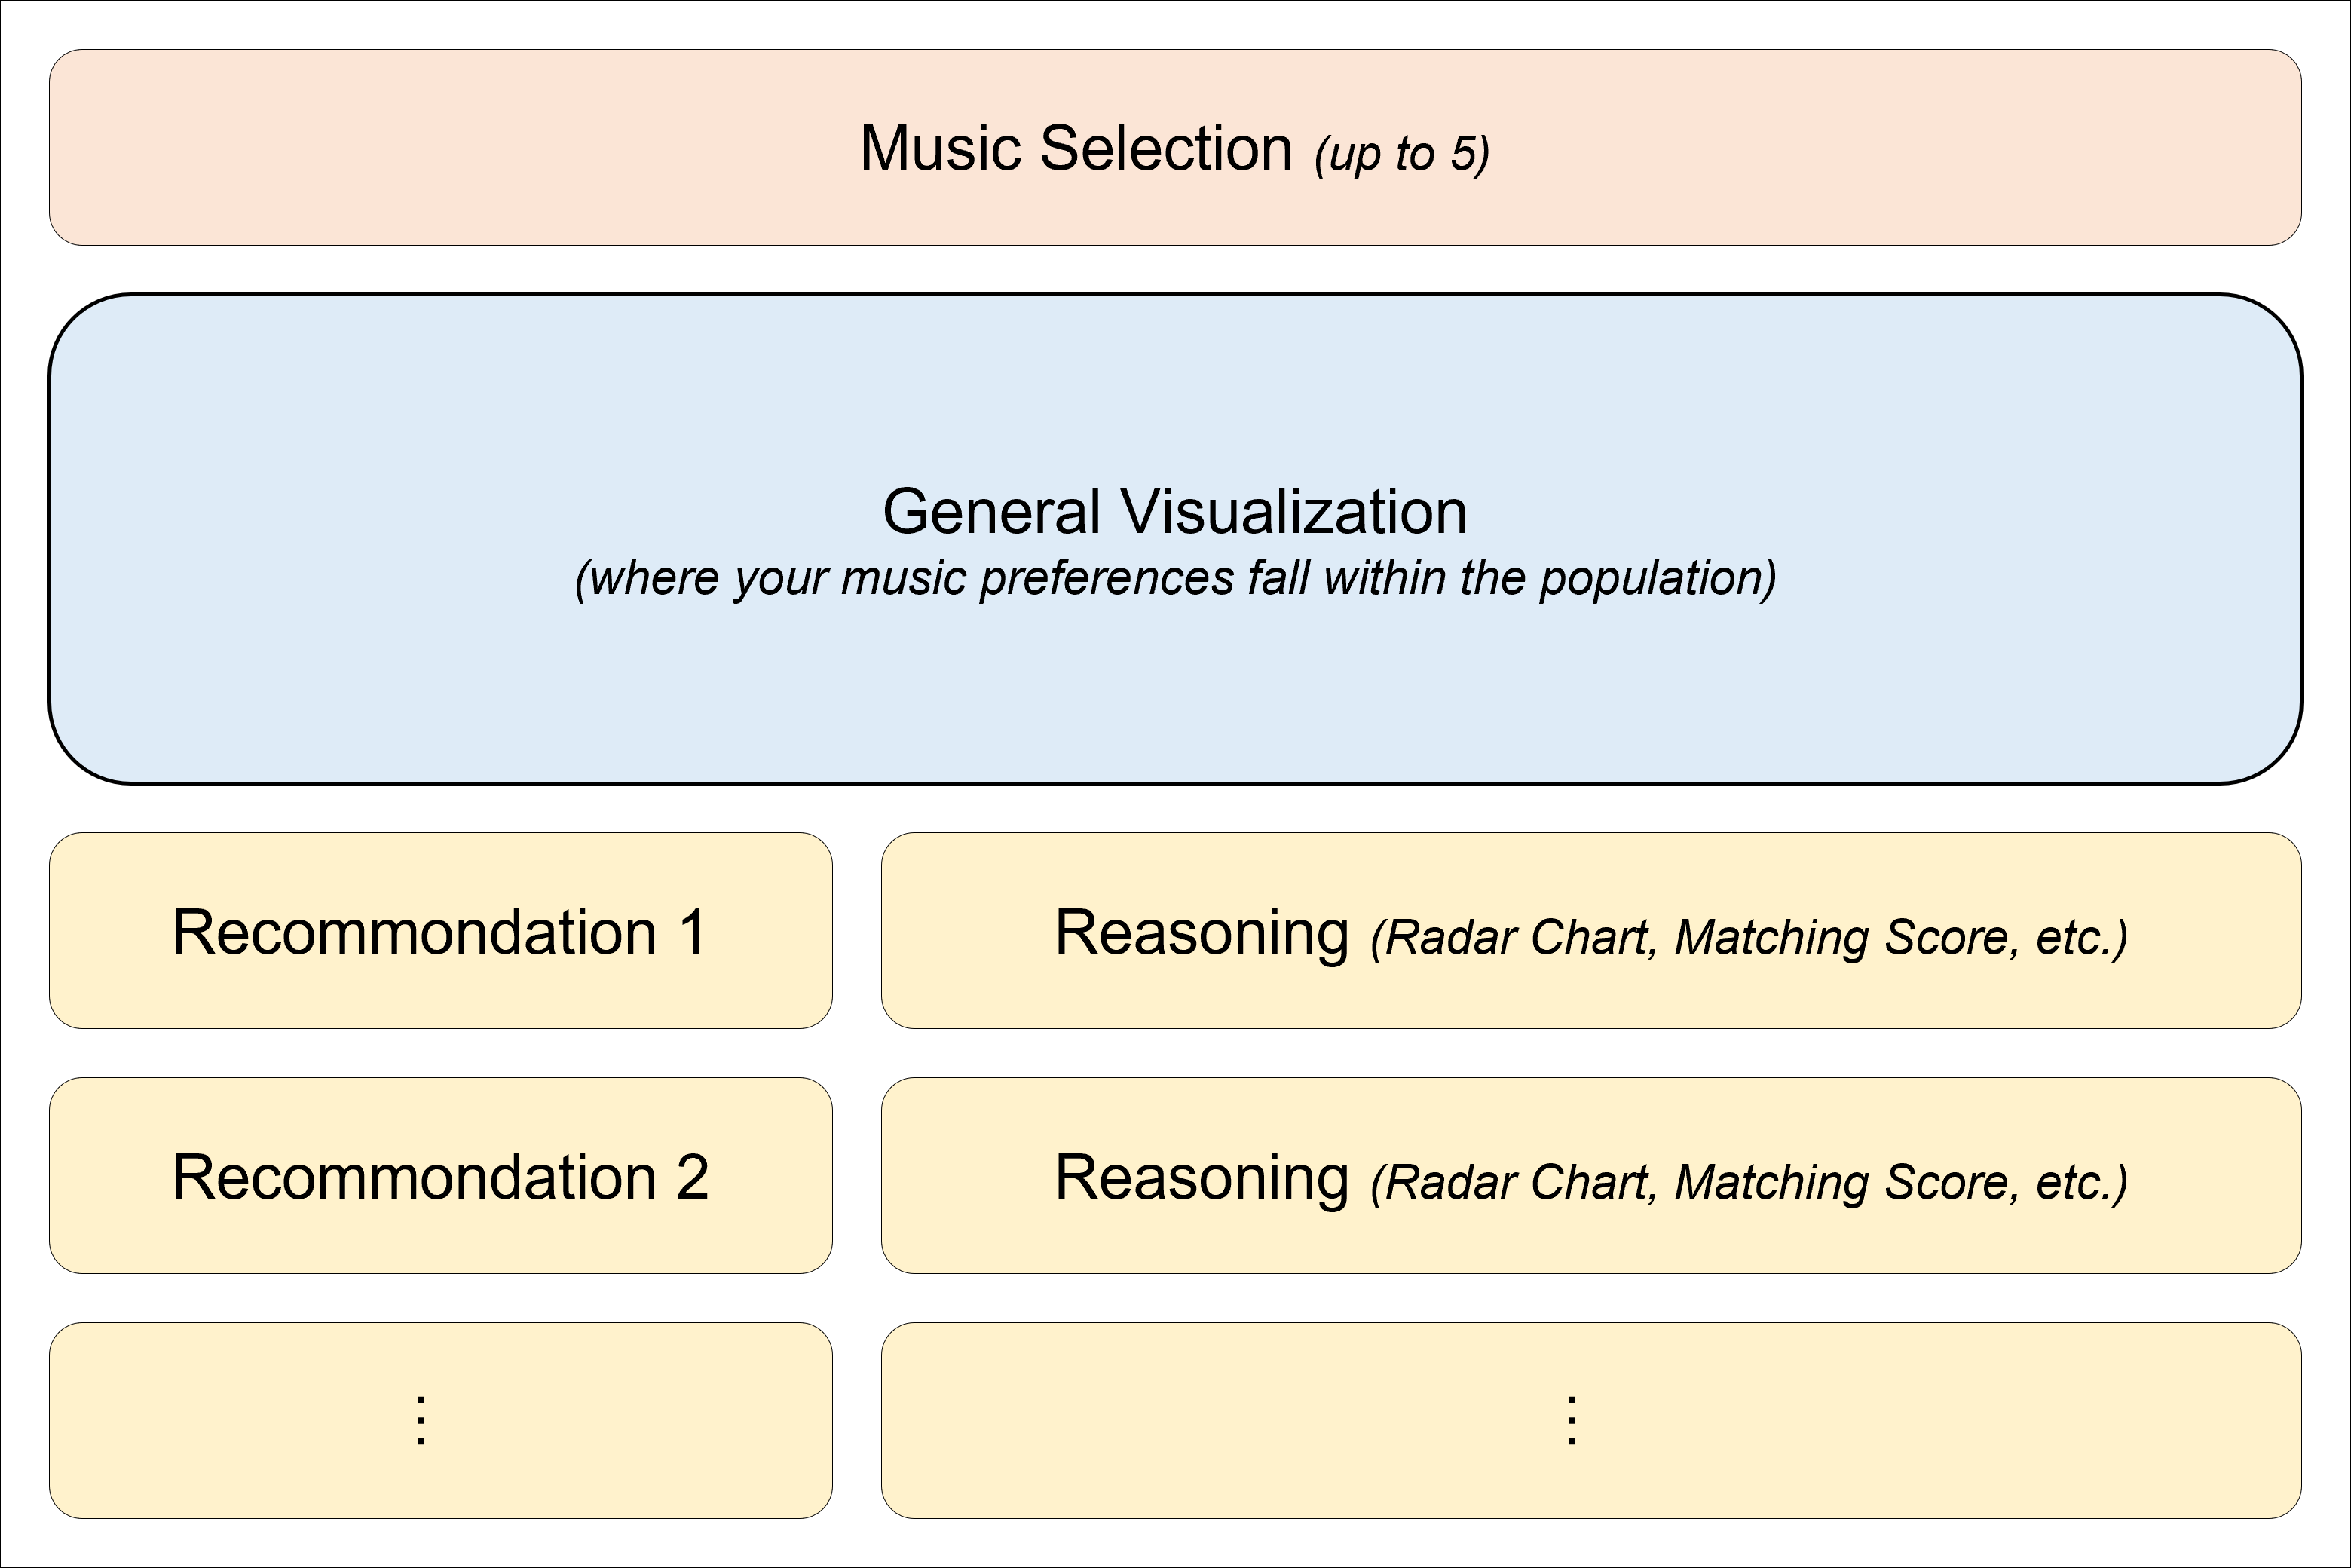 Music Selection (up to 5)
General Visualization
(where your music preferences fall within the population)
Recommondation 1
Reasoning (Radar Chart, Matching Score, etc.)
Recommondation 2
Reasoning (Radar Chart, Matching Score, etc.)
⋮
⋮